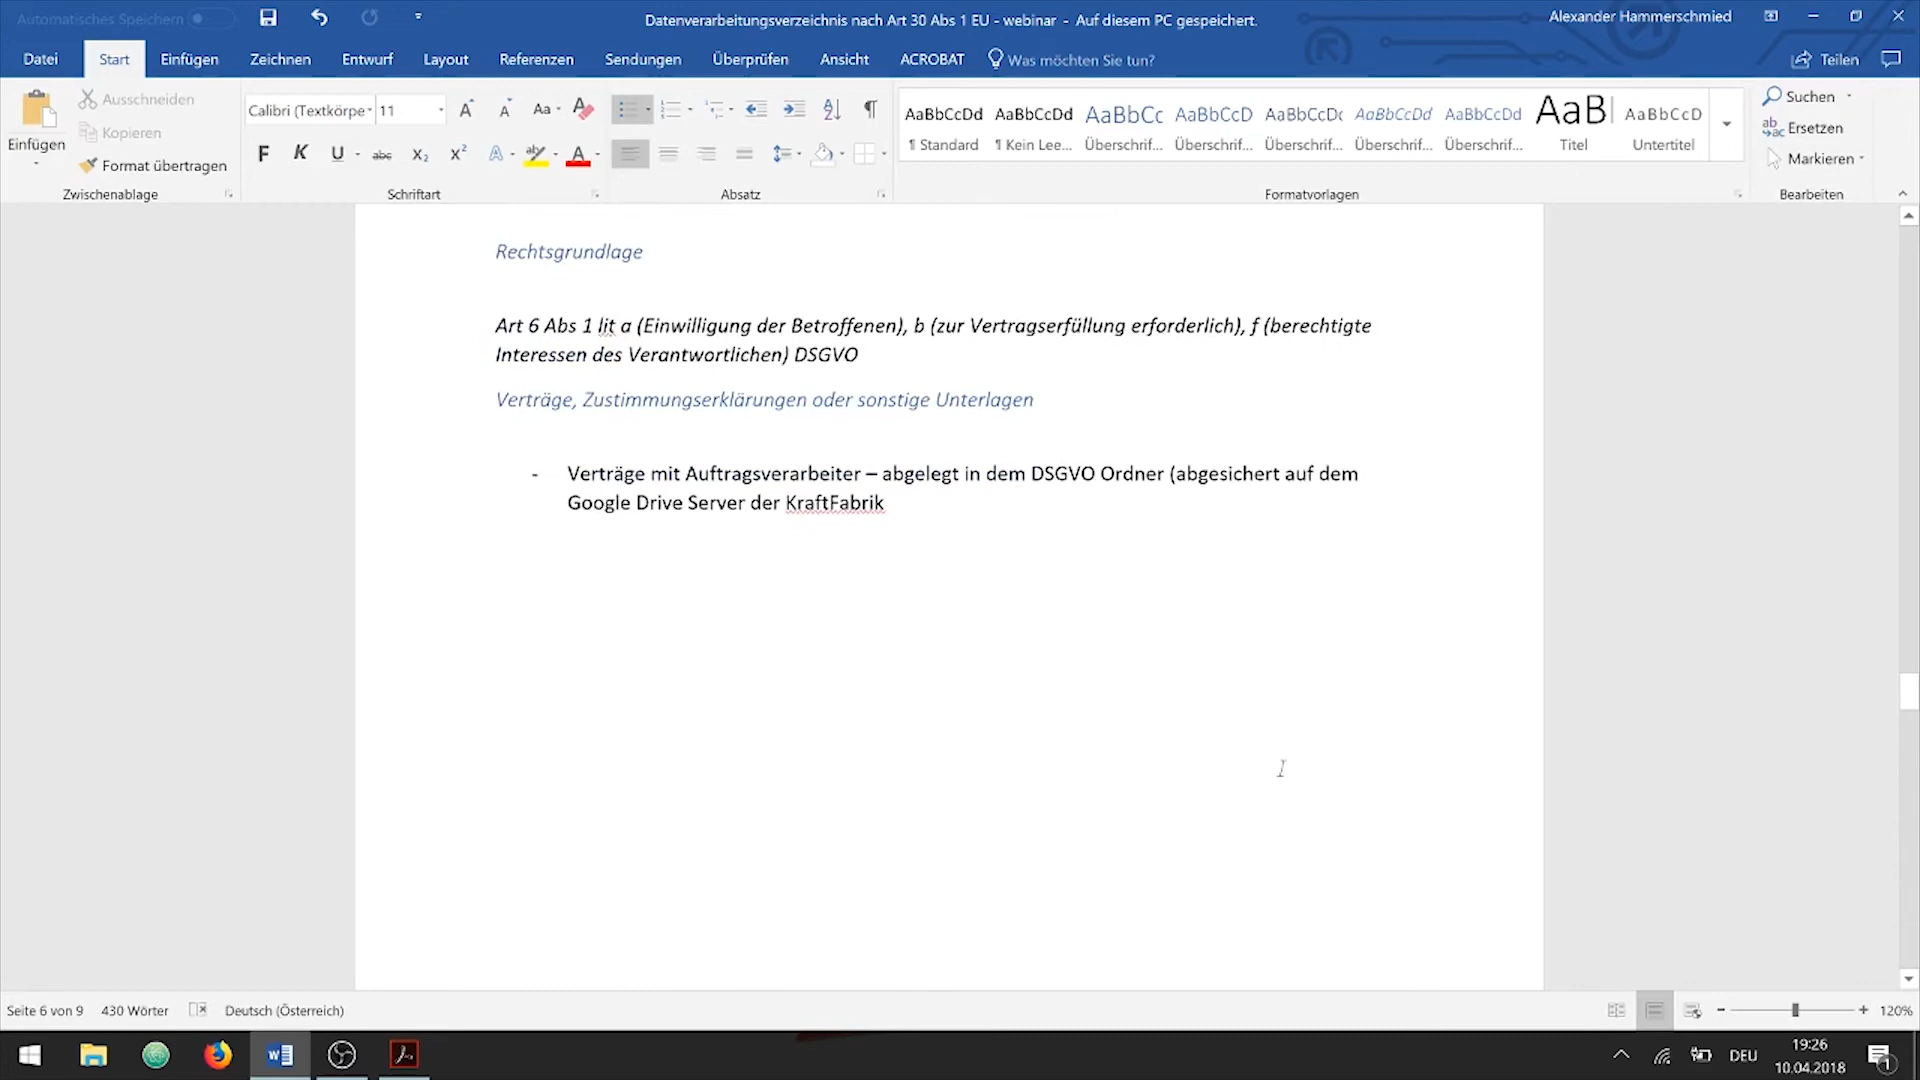 Automatisches Speichern
Datenverarbeitungsverzeichnis nach Art 30 Abs 1 EU - webinar - Auf diesem PC gespeichert.
Alexander Hammerschmied
Datei Start Einfügen Zeichnen Entwurf Layout Referenzen Sendungen Überprüfen Ansicht ACROBAT Was möchten Sie tun? Teilen
Einfügen
Ausschneiden
Kopieren
Format übertragen
Zwischenablage
Calibri (Textkörpe 11
Schriftart
Absatz
AaBbCcDd AaBbCcDd AaBbCc AaBbCcD AaBbCcDc AaBbCcDd AaBbCcDd AaB AaBbCcD
¶ Standard ¶ Kein Lee... Überschrif... Überschrif... Überschrif... Überschrif... Überschrif... Titel Untertitel
Formatvorlagen
Suchen
Ersetzen
Markieren
Bearbeiten
Rechtsgrundlage
Art 6 Abs 1 lit a (Einwilligung der Betroffenen), b (zur Vertragserfüllung erforderlich), f (berechtigte
Interessen des Verantwortlichen) DSGVO
Verträge, Zustimmungserklärungen oder sonstige Unterlagen
- Verträge mit Auftragsverarbeiter – abgelegt in dem DSGVO Ordner (abgesichert auf dem
Google Drive Server der KraftFabrik
Seite 6 von 9 430 Wörter Deutsch (Österreich) 120%
DEU
19:26
10.04.2018
1